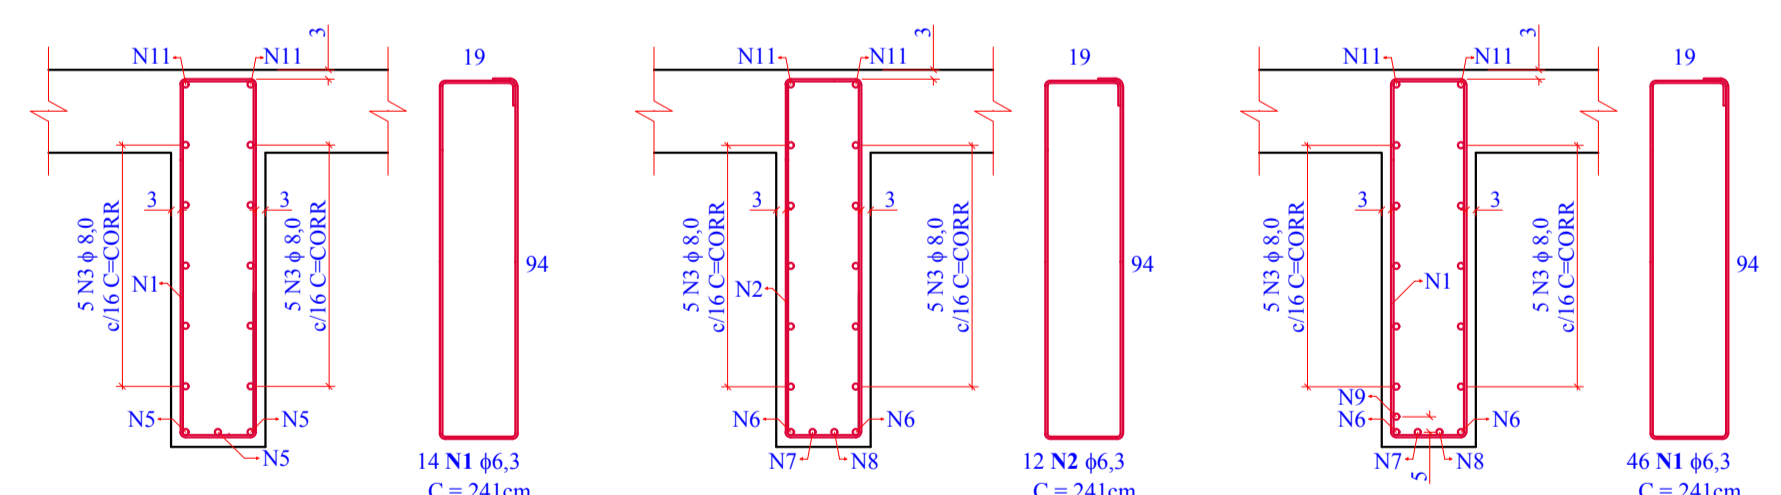 N11
N11
3
19
3
3
5 N3 ϕ 8,0
c/16 C=CORR
5 N3 ϕ 8,0
c/16 C=CORR
N1
94
N5
N5
N5
14 N1 ϕ6,3
C = 241cm
N11
N11
3
19
3
3
5 N3 ϕ 8,0
c/16 C=CORR
5 N3 ϕ 8,0
c/16 C=CORR
N2
94
N6
N6
N7
N8
12 N2 ϕ6,3
C = 241cm
N11
N11
3
19
3
3
5 N3 ϕ 8,0
c/16 C=CORR
5 N3 ϕ 8,0
c/16 C=CORR
N1
94
N9
N6
N6
N7
N8
5
46 N1 ϕ6,3
C = 241cm